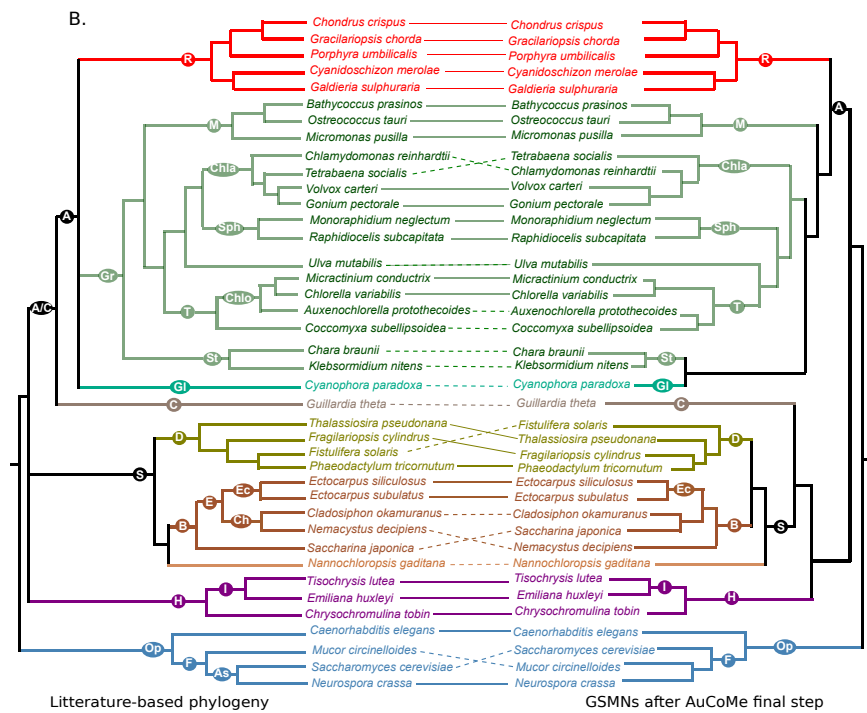 B.
Chondrus crispus Chondrus crispus
Gracilariopsis chorda Gracilariopsis chorda
Porphyra umbilicalis Porphyra umbilicalis
R R
Cyanidoschizon merolae Cyanidoschizon merolae
Galdieria sulphuraria Galdieria sulphuraria
Bathycoccus prasinos Bathycoccus prasinos
A
Ostreococcus tauri Ostreococcus tauri
M M
Micromonas pusilla Micromonas pusilla
Chlamydomonas reinhardtii Tetrabaena socialis
Chla Chla
Tetrabaena socialis Chlamydomonas reinhardtii
Volvox carteri Volvox carteri
Gonium pectorale Gonium pectorale
A
Monoraphidium neglectum Monoraphidium neglectum
Sph Sph
Raphidiocelis subcapitata Raphidiocelis subcapitata
Ulva mutabilis Ulva mutabilis
Gr
Micractinium conductrix Micractinium conductrix
Chlo
Chlorella variabilis Chlorella variabilis
A/C T T
Auxenochlorella protothecoides Auxenochlorella protothecoides
Coccomyxa subellipsoidea Coccomyxa subellipsoidea
Chara braunii Chara braunii
St St
Klebsormidium nitens Klebsormidium nitens
Gl Cyanophora paradoxa Cyanophora paradoxa Gl
C Guillardia theta Guillardia theta C
Thalassiosira pseudonana Fistulifera solaris
D D
Fragilariopsis cylindrus Thalassiosira pseudonana
Fistulifera solaris Fragilariopsis cylindrus
Phaeodactylum tricornutum Phaeodactylum tricornutum
S
Ectocarpus siliculosus Ectocarpus siliculosus
Ec Ec
Ectocarpus subulatus Ectocarpus subulatus
E
Cladosiphon okamuranus Cladosiphon okamuranus
Ch
B B S
Nemacystus decipiens Saccharina japonica
Saccharina japonica Nemacystus decipiens
Nannochloropsis gaditana Nannochloropsis gaditana
Tisochrysis lutea Tisochrysis lutea
I I
Emiliana huxleyi Emiliana huxleyi
H H
Chrysochromulina tobin Chrysochromulina tobin
Caenorhabditis elegans Caenorhabditis elegans
Op Op
Mucor circinelloides Saccharomyces cerevisiae
F F
Saccharomyces cerevisiae Mucor circinelloides
As
Neurospora crassa Neurospora crassa
Litterature-based phylogeny GSMNs after AuCoMe final step